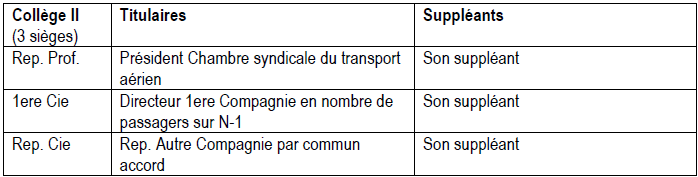 Collège II Titulaires Suppléants
(3 sièges)
Rep. Prof. Président Chambre syndicale du transport Son suppléant
aérien
1ere Cie Directeur 1ere Compagnie en nombre de Son suppléant
passagers sur N-1
Rep. Cie Rep. Autre Compagnie par commun Son suppléant
accord